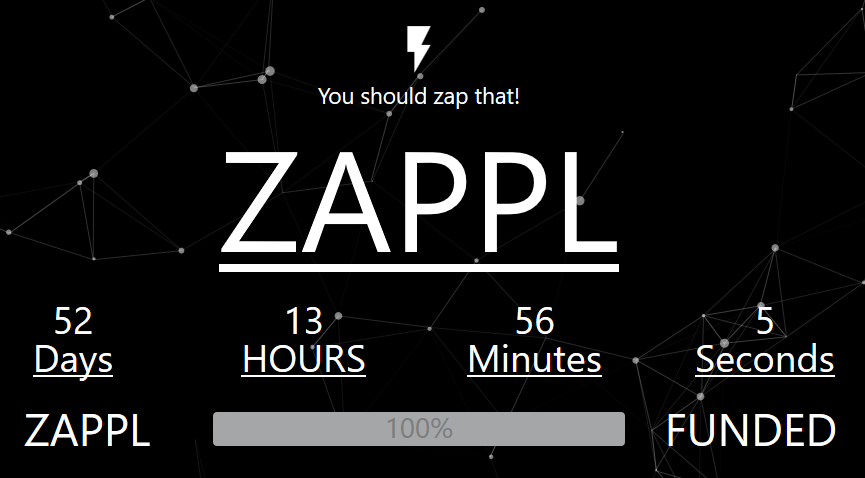 You should zap that!
ZAPPL
52 13 56 5
Days HOURS Minutes Seconds
ZAPPL 100% FUNDED